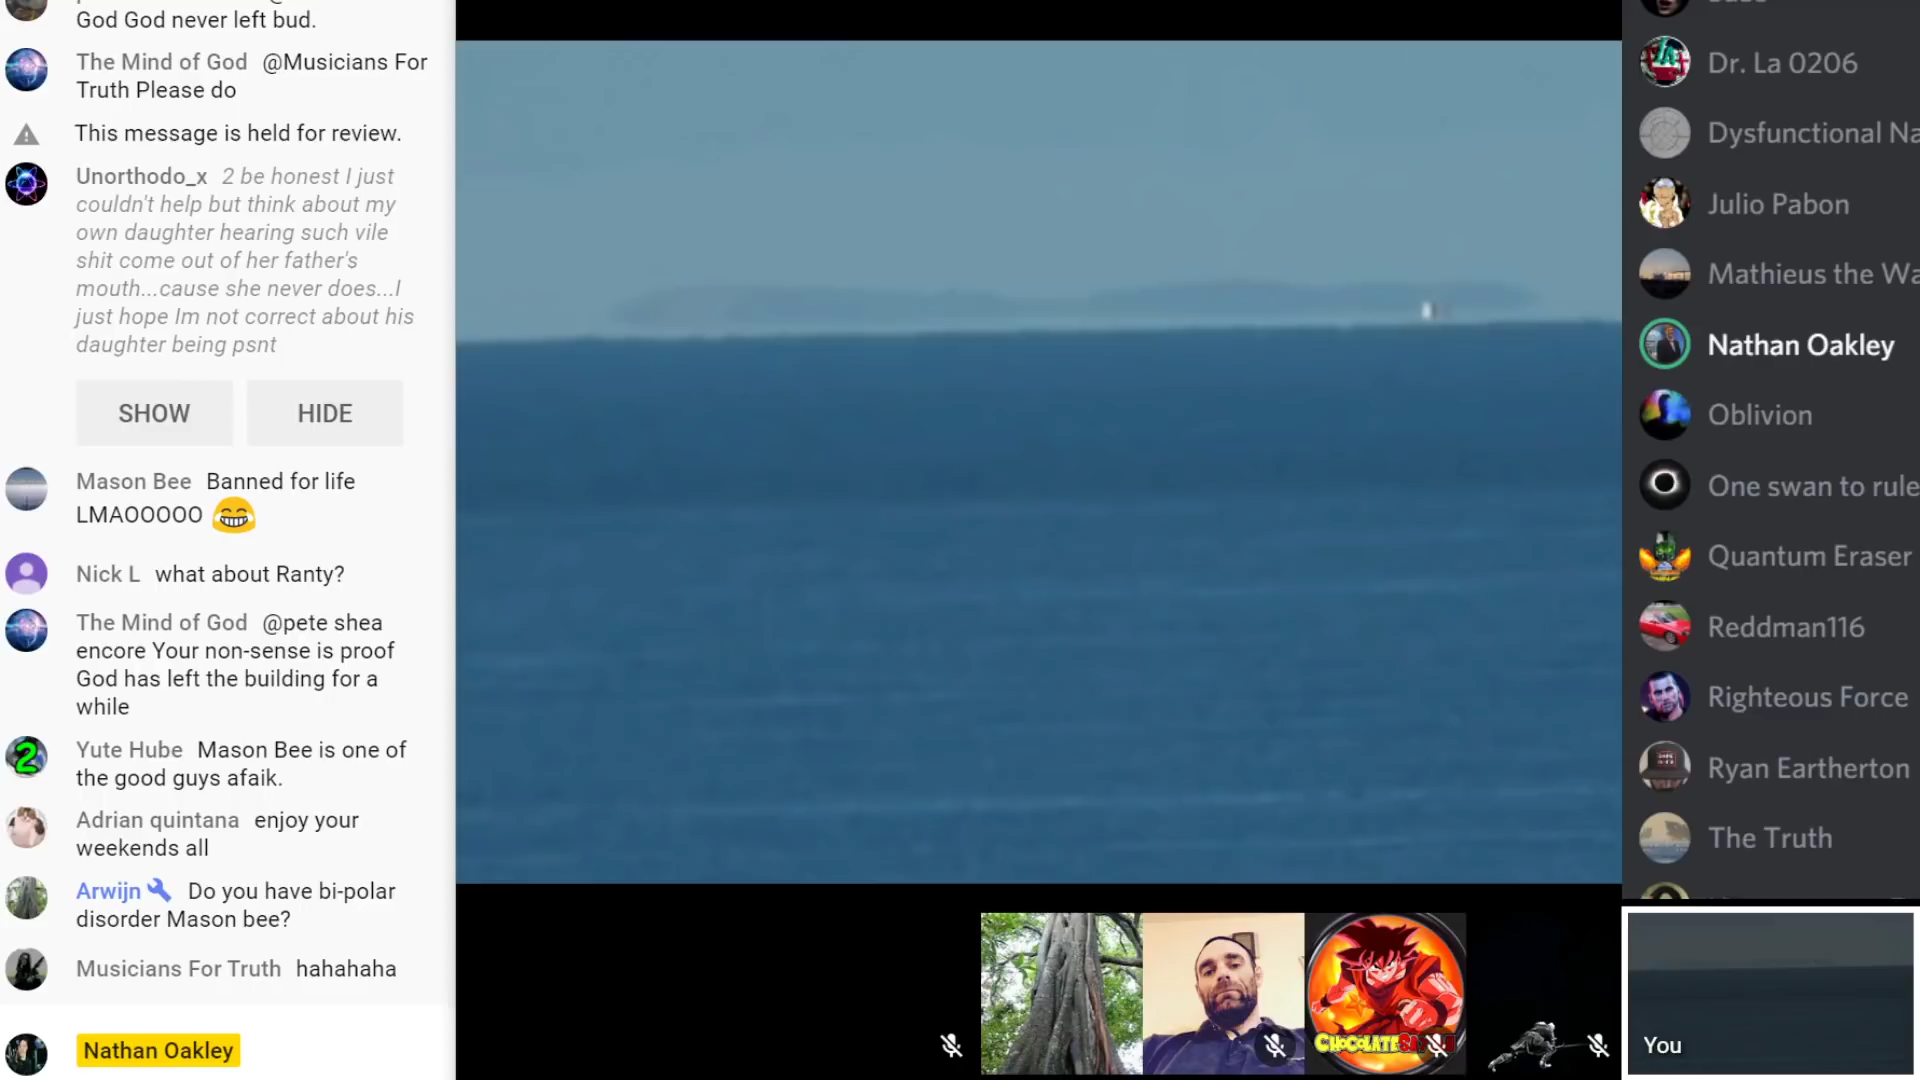 God God never left bud.
The Mind of God @Musicians For
Truth Please do
This message is held for review.
Unorthodo_x 2 be honest I just
couldn't help but think about my
own daughter hearing such vile
shit come out of her father's
mouth...cause she never does...I
just hope Im not correct about his
daughter being psnt
SHOW HIDE
Mason Bee Banned for life
LMAOOOOO
Nick L what about Ranty?
The Mind of God @pete shea
encore Your non-sense is proof
God has left the building for a
while
Yute Hube Mason Bee is one of
the good guys afaik.
Adrian quintana enjoy your
weekends all
Arwijn Do you have bi-polar
disorder Mason bee?
Musicians For Truth hahahaha
Nathan Oakley
Dr. La 0206
Dysfunctional Na
Julio Pabon
Mathieus the Wa
Nathan Oakley
Oblivion
One swan to rule
Quantum Eraser
Reddman116
Righteous Force
Ryan Eartherton
The Truth
You